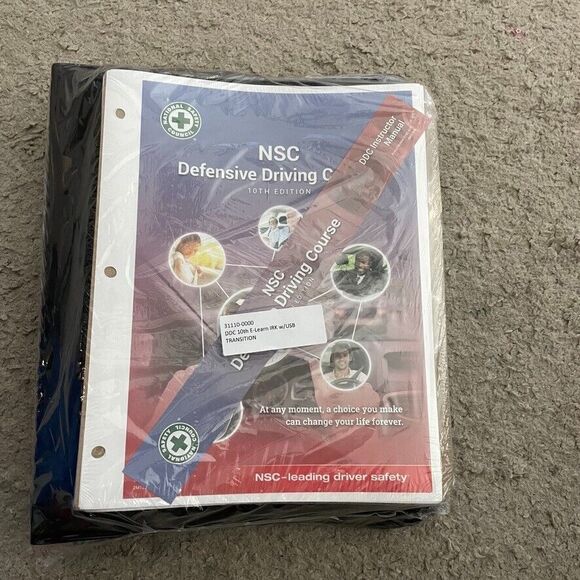 NATIONAL SAFETY COUNCIL
NSC
Defensive Driving C
10TH EDITION
DDC Instructor
Manual
NSC
Driving Course
EDITION
De
31110-0000
DDC 10th E-Learn IRK w/USB
TRANSITION
At any moment, a choice you make
can change your life forever.
NATIONAL SAFETY COUNCIL
NSC–leading driver safety